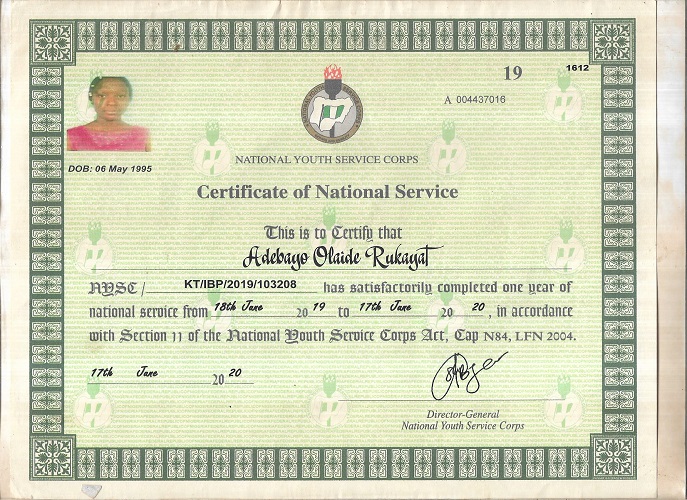 19
1612
A 004437016
NATIONAL YOUTH SERVICE CORPS
DOB: 06 May 1995
Certificate of National Service
This is to Certify that
Adebayo Olaide Rukayat
NYSC/ KT/IBP/2019/103208 has satisfactorily completed one year of
national service from 18th June 2019 to 17th June 2020, in accordance
with Section 11 of the National Youth Service Corps Act, Cap N84, LFN 2004.
17th June 2020
Director-General
National Youth Service Corps